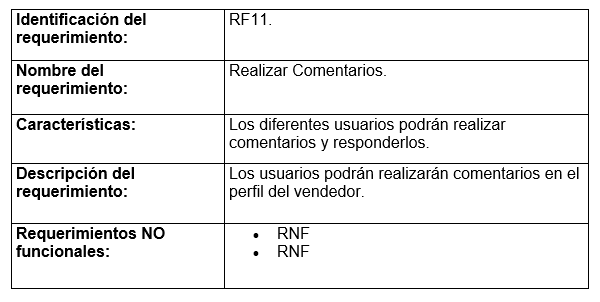 Identificación del RF11.
requerimiento:
Nombre del Realizar Comentarios.
requerimiento:
Características: Los diferentes usuarios podrán realizar
comentarios y responderlos.
Descripción del Los usuarios podrán realizarán comentarios en el
requerimiento: perfil del vendedor.
Requerimientos NO • RNF
funcionales: • RNF